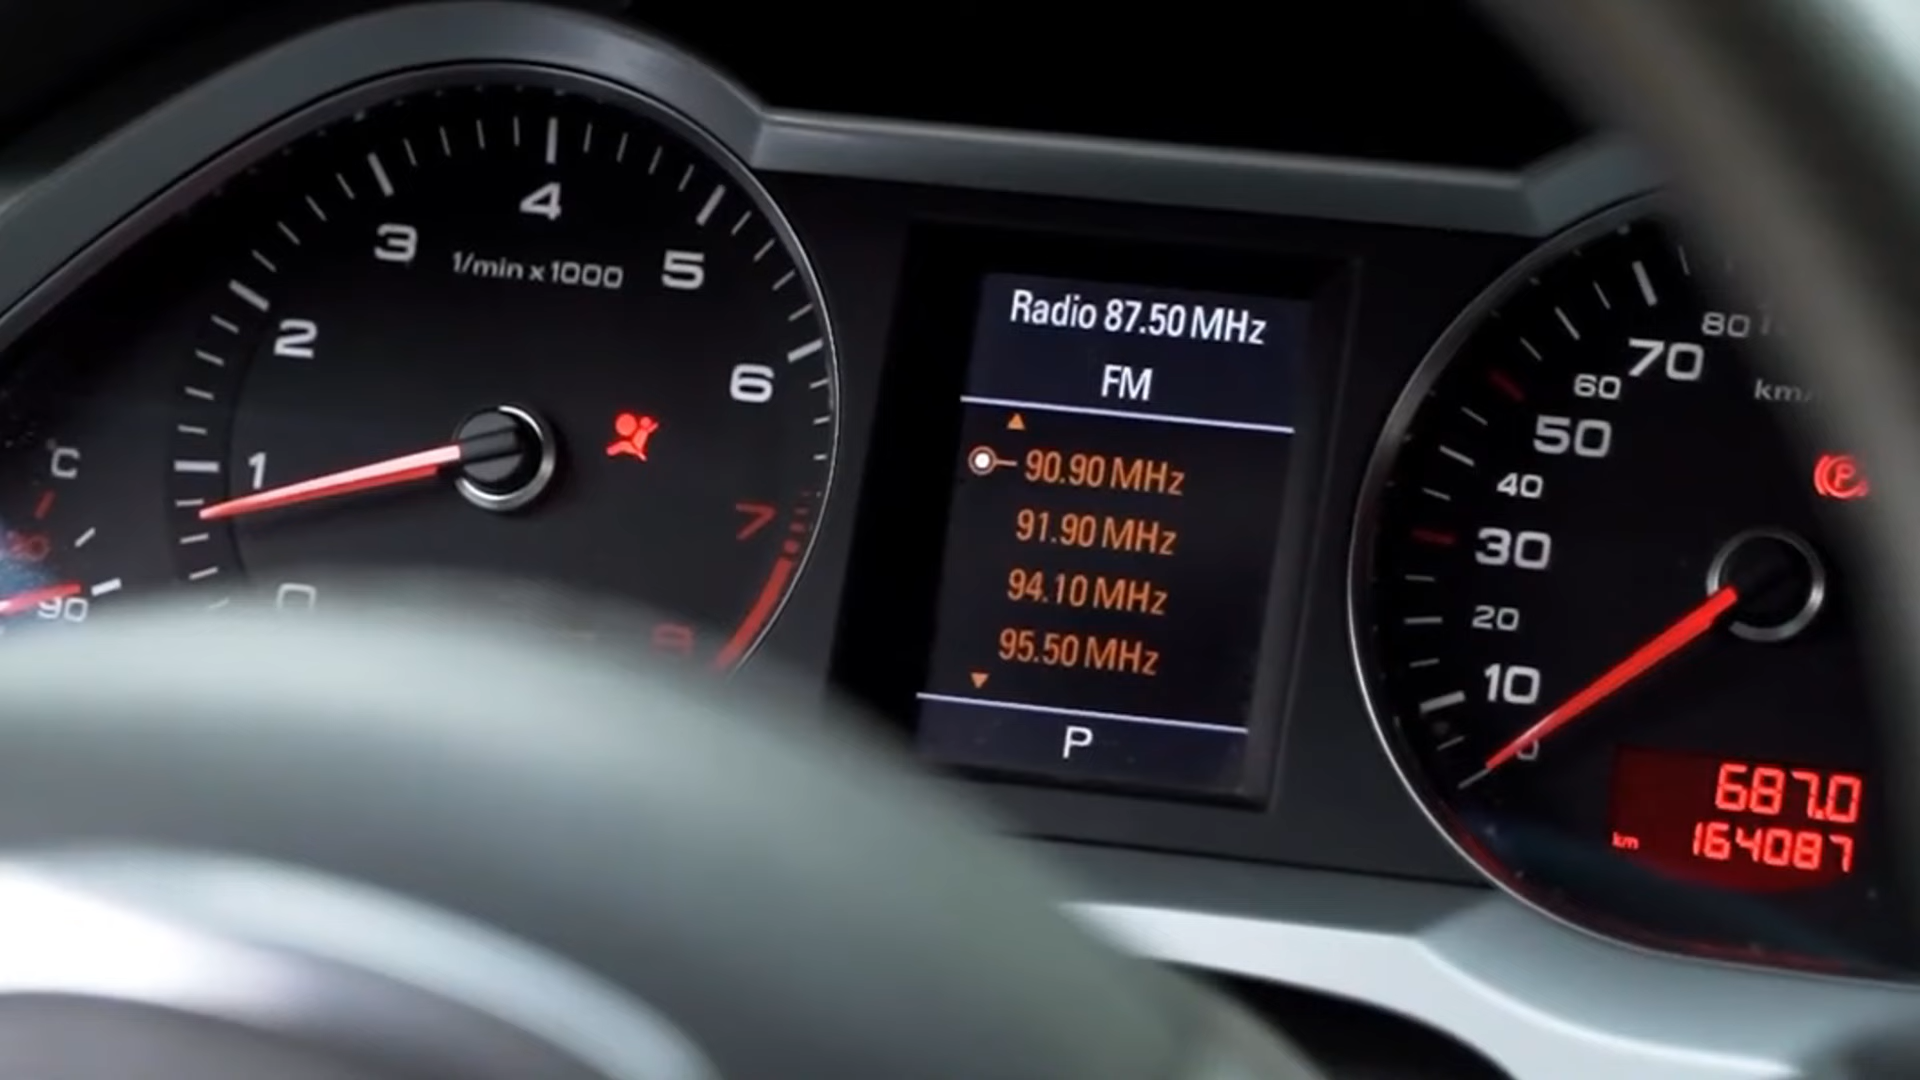 4
3
5
1/min x 1000
2
6
1
7
0
8
°C
90
Radio 87.50 MHz
FM
90.90 MHz
91.90 MHz
94.10 MHz
95.50 MHz
P
80
70
60
km/
50
40
30
20
10
0
(P)
687.0
km 164087